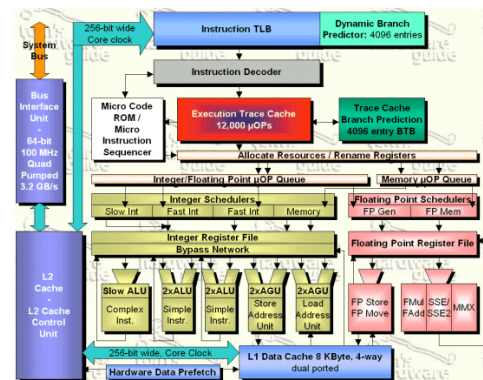 256-bit wide
Core clock
Instruction TLB
Dynamic Branch
Predictor: 4096 entries
System
Bus
Instruction Decoder
Bus
Interface
Unit
-
64-bit
100 MHz
Quad
Pumped
3.2 GB/s
Micro Code
ROM /
Micro
Instruction
Sequencer
Execution Trace Cache
12,000 µOPs
Trace Cache
Branch Prediction
4096 entry BTB
Allocate Resources / Rename Registers
Integer/Floating Point µOP Queue
Memory µOP Queue
Integer Schedulers
Slow Int
Fast Int
Fast Int
Memory
Floating Point Schedulers
FP Gen
FP Mem
Integer Register File
Bypass Network
Floating Point Register File
L2
Cache -
L2 Cache
Control
Unit
Slow ALU
Complex
Instr.
2xALU
Simple
Instr.
2xALU
Simple
Instr.
2xAGU
Store
Address
Unit
2xAGU
Load
Address
Unit
FP Store
FP Move
FMul
FAdd
SSE/
SSE2
MMX
256-bit wide, Core Clock
L1 Data Cache 8 KByte, 4-way
dual ported
Hardware Data Prefetch